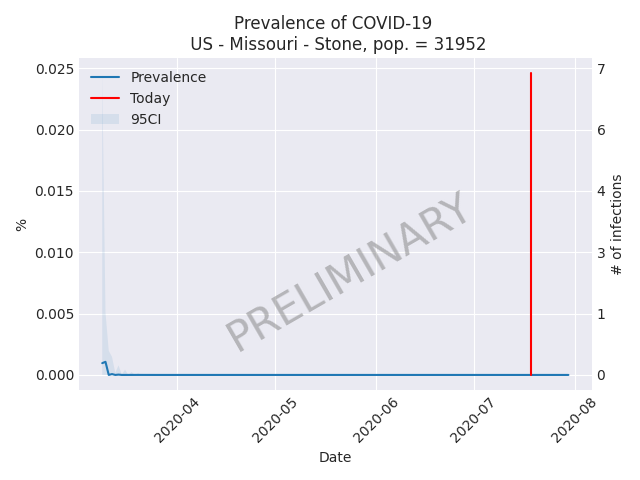 Prevalence of COVID-19
US - Missouri - Stone, pop. = 31952
Prevalence
Today
95CI
PRELIMINARY
0.025
0.020
0.015
0.010
0.005
0.000
%
7
6
4
3
1
0
# of infections
2020-04
2020-05
2020-06
2020-07
2020-08
Date